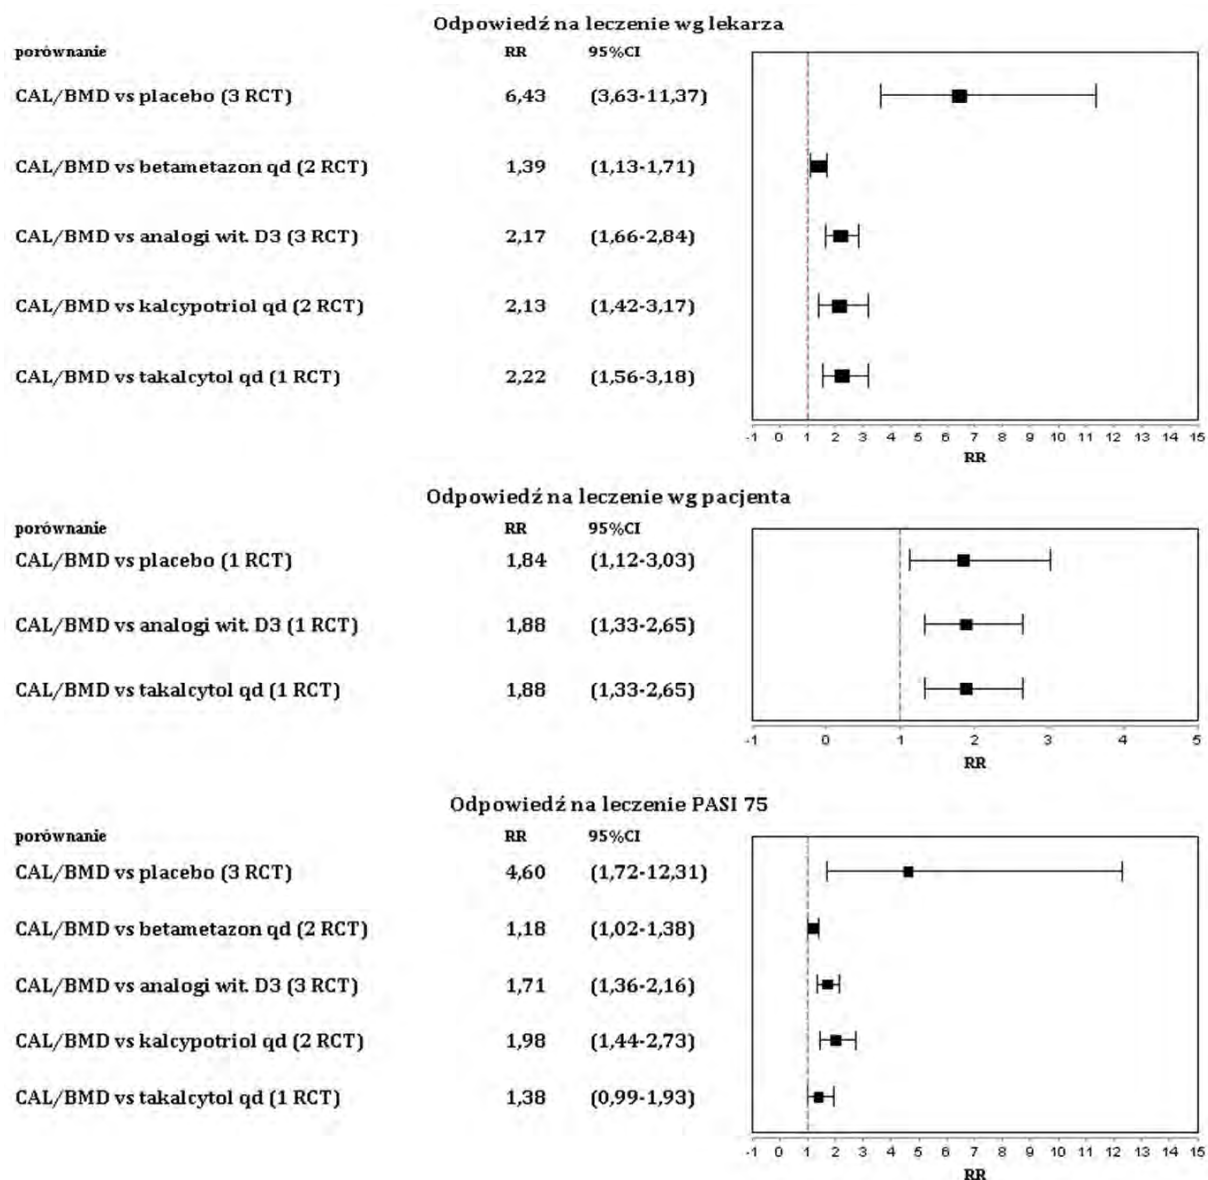 Odpowiedź na leczenie wg lekarza
porównanie RR 95%CI
CAL/BMD vs placebo (3 RCT) 6,43 (3,63-11,37)
CAL/BMD vs betametazon qd (2 RCT) 1,39 (1,13-1,71)
CAL/BMD vs analogi wit. D3 (3 RCT) 2,17 (1,66-2,84)
CAL/BMD vs kalcypotriol qd (2 RCT) 2,13 (1,42-3,17)
CAL/BMD vs takalcytol qd (1 RCT) 2,22 (1,56-3,18)
-1 0 1 2 3 4 5 6 7 8 9 10 11 12 13 14 15
RR
Odpowiedź na leczenie wg pacjenta
porównanie RR 95%CI
CAL/BMD vs placebo (1 RCT) 1,84 (1,12-3,03)
CAL/BMD vs analogi wit. D3 (1 RCT) 1,88 (1,33-2,65)
CAL/BMD vs takalcytol qd (1 RCT) 1,88 (1,33-2,65)
-1 0 1 2 3 4 5
RR
Odpowiedź na leczenie PASI 75
porównanie RR 95%CI
CAL/BMD vs placebo (3 RCT) 4,60 (1,72-12,31)
CAL/BMD vs betametazon qd (2 RCT) 1,18 (1,02-1,38)
CAL/BMD vs analogi wit. D3 (3 RCT) 1,71 (1,36-2,16)
CAL/BMD vs kalcypotriol qd (2 RCT) 1,98 (1,44-2,73)
CAL/BMD vs takalcytol qd (1 RCT) 1,38 (0,99-1,93)
-1 0 1 2 3 4 5 6 7 8 9 10 11 12 13 14 15
RR